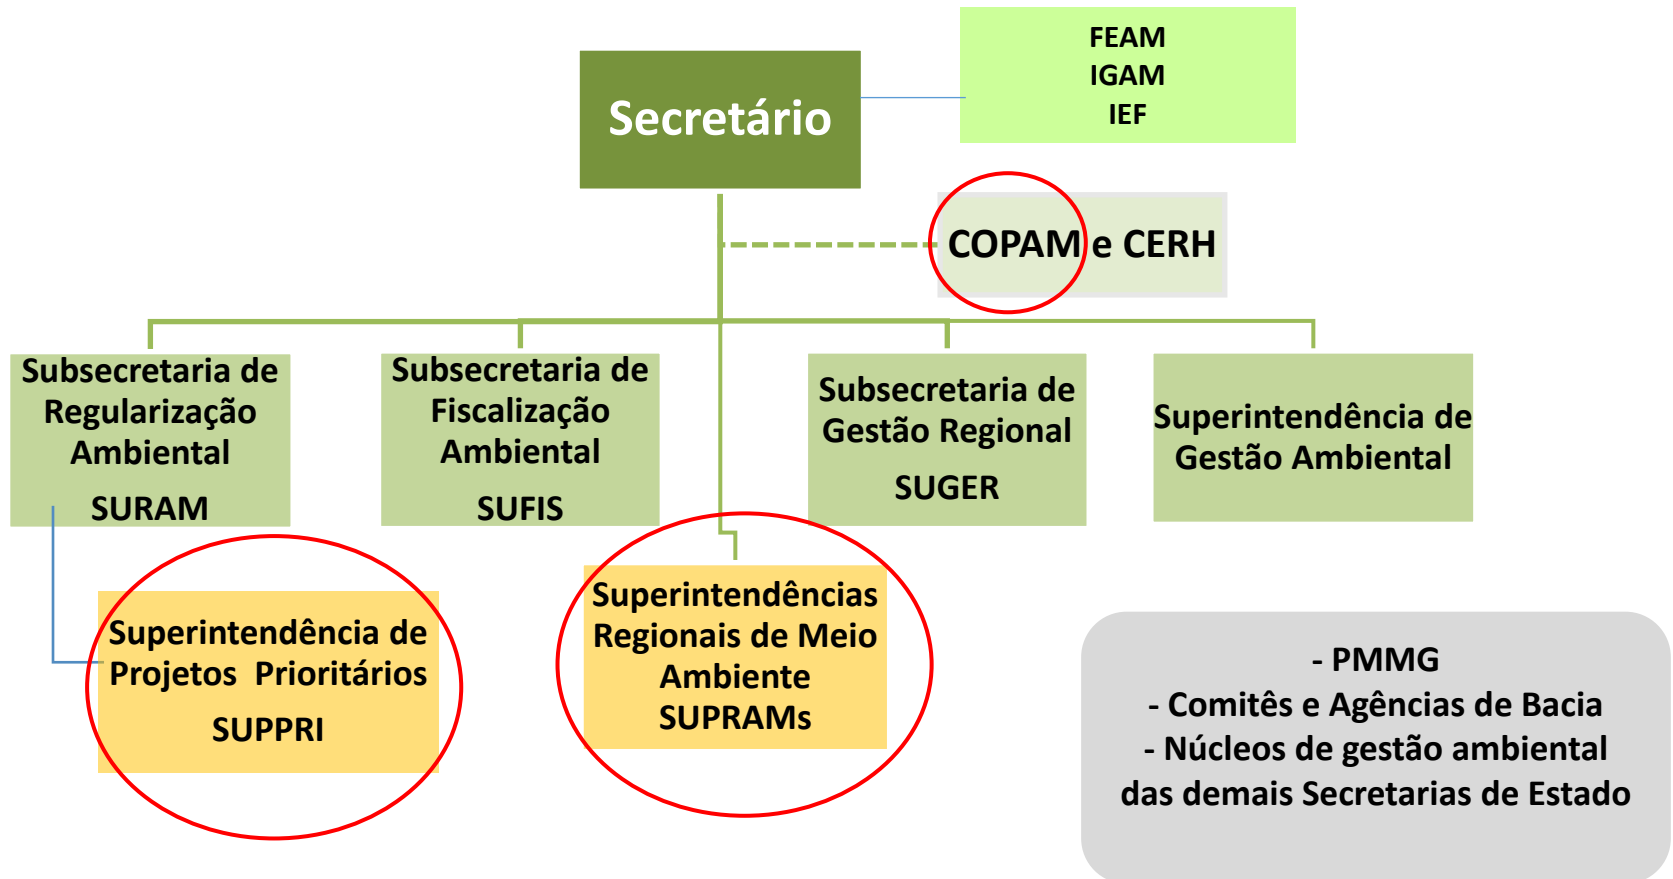 FEAM
IGAM
IEF
Secretário
COPAM e CERH
Subsecretaria de
Regularização
Ambiental
SURAM
Subsecretaria de
Fiscalização
Ambiental
SUFIS
Subsecretaria de
Gestão Regional
SUGER
Superintendência de
Gestão Ambiental
Superintendência de
Projetos Prioritários
SUPPRI
Superintendências
Regionais de Meio
Ambiente
SUPRAMs
- PMMG
- Comitês e Agências de Bacia
- Núcleos de gestão ambiental
das demais Secretarias de Estado